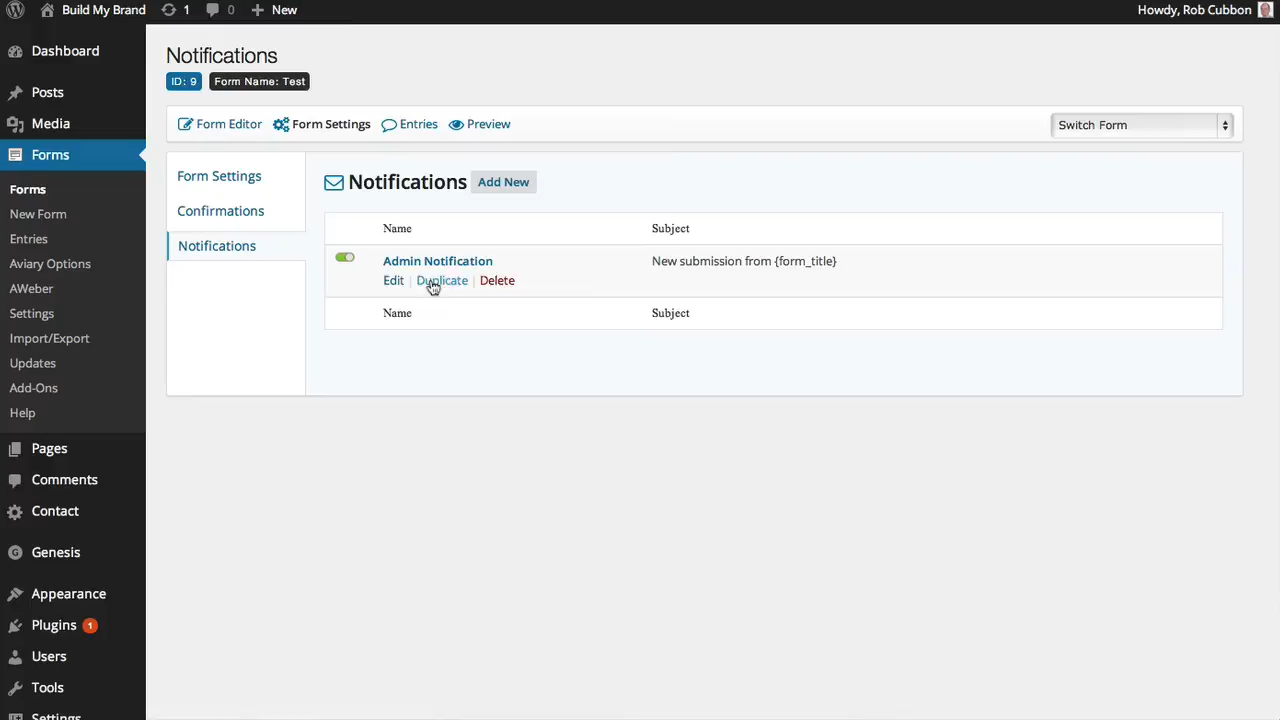 Build My Brand 1 0 New Howdy, Rob Cubbon
Dashboard
Posts
Media
Forms
Forms
New Form
Entries
Aviary Options
AWeber
Settings
Import/Export
Updates
Add-Ons
Help
Pages
Comments
Contact
Genesis
Appearance
Plugins 1
Users
Tools
Settings
Notifications
ID: 9 Form Name: Test
Form Editor Form Settings Entries Preview Switch Form
Form Settings
Confirmations
Notifications
Notifications Add New
Name Subject
Admin Notification New submission from {form_title}
Edit | Duplicate | Delete
Name Subject